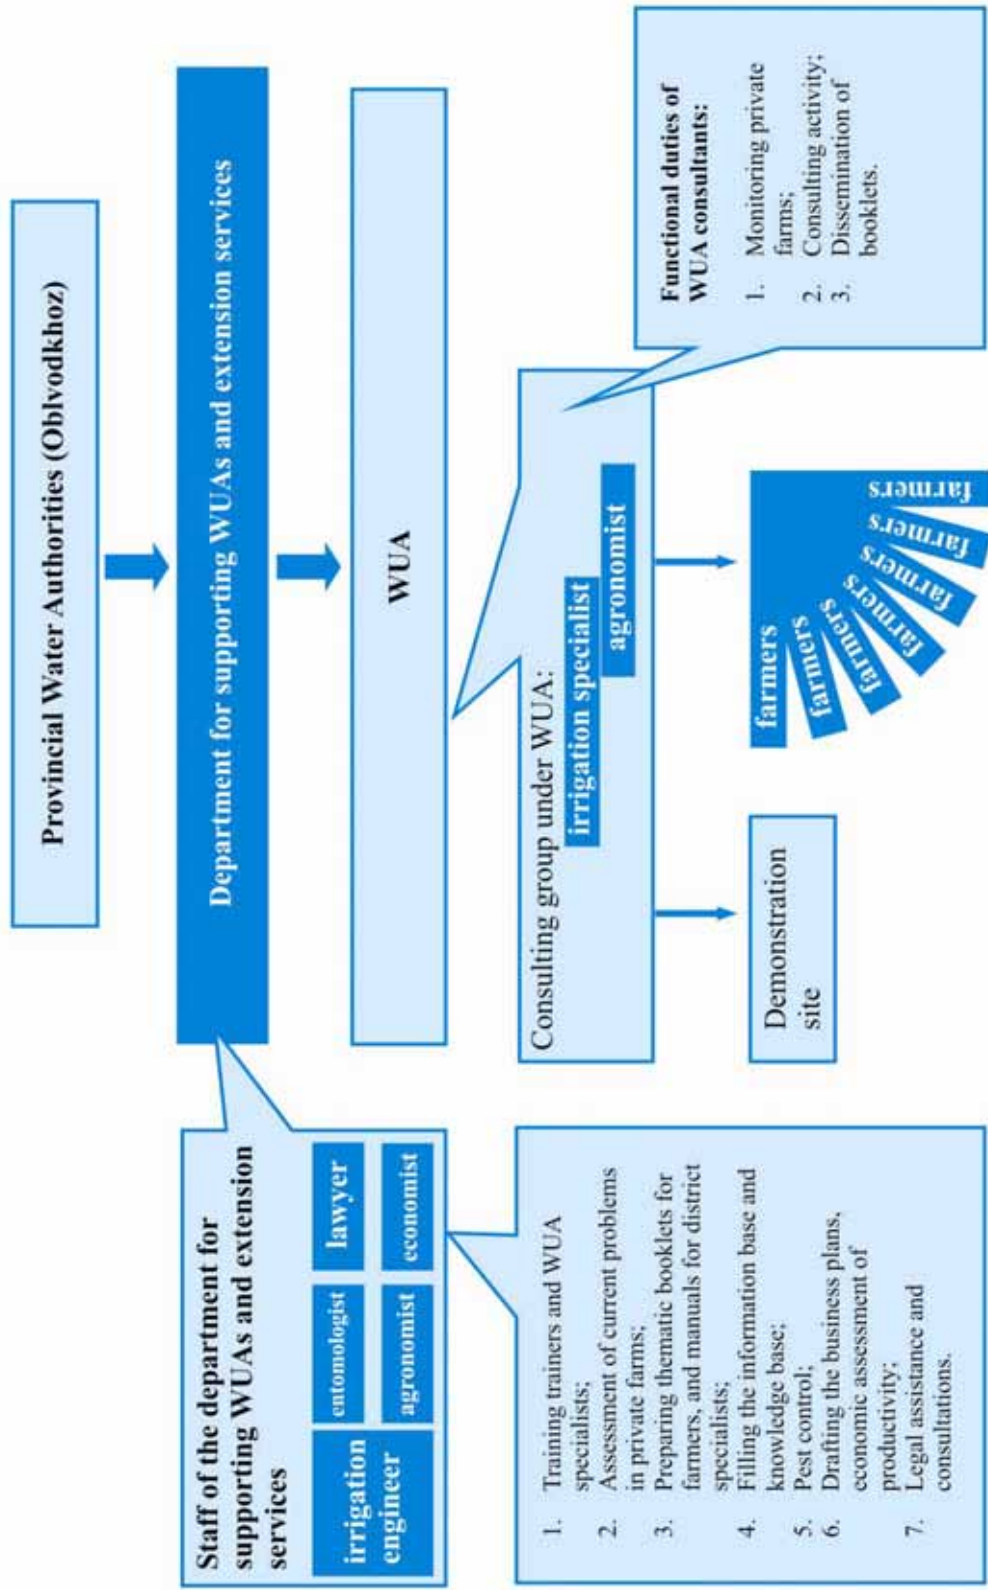 Provincial Water Authorities (Oblvodkhoz)
Department for supporting WUAs and extension services
WUA
Staff of the department for
supporting WUAs and extension
services
irrigation
engineer
entomologist
lawyer
agronomist
economist
1. Training trainers and WUA
specialists;
2. Assessment of current problems
in private farms;
3. Preparing thematic booklets for
farmers, and manuals for district
specialists;
4. Filling the information base and
knowledge base;
5. Pest control;
6. Drafting the business plans,
economic assessment of
productivity;
7. Legal assistance and
consultations.
Consulting group under WUA:
irrigation specialist
agronomist
Functional duties of
WUA consultants:
1. Monitoring private
farms;
2. Consulting activity;
3. Dissemination of
booklets.
Demonstration
site
farmers
farmers
farmers
farmers
farmers
farmers
farmers